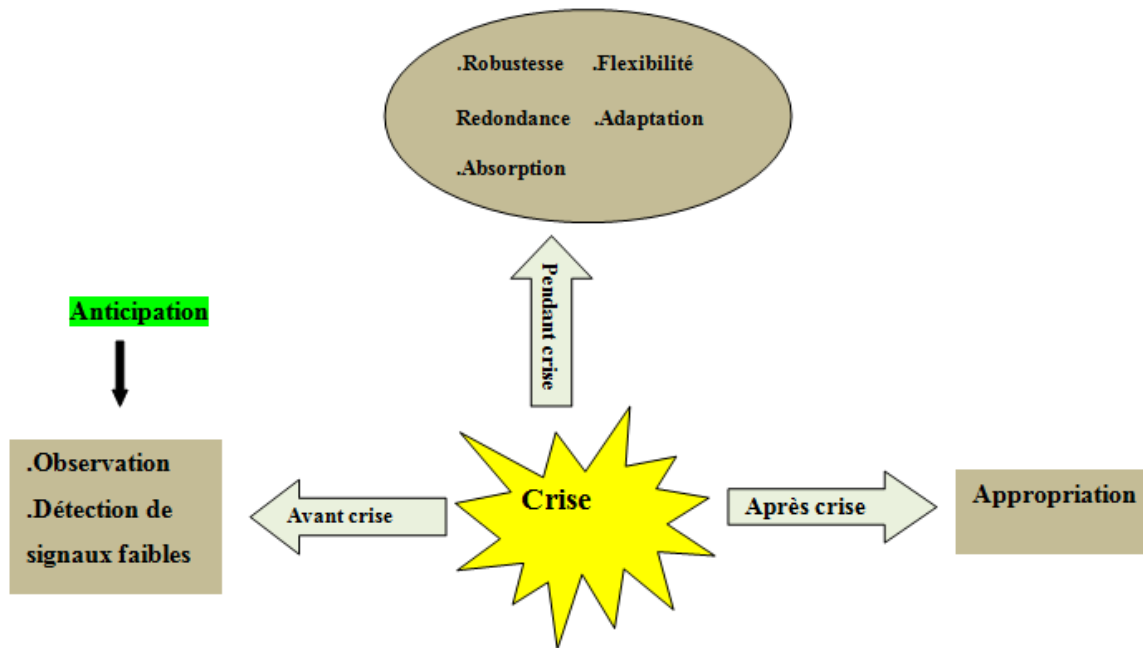 .Robustesse .Flexibilité
Redondance .Adaptation
.Absorption
Pendant crise
Anticipation
.Observation
.Détection de
signaux faibles
Avant crise
Crise
Après crise
Appropriation